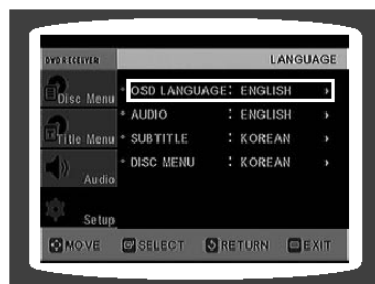 DVD RECEIVER LANGUAGE
Disc Menu
Title Menu
Audio
Setup
OSD LANGUAGE : ENGLISH
AUDIO : ENGLISH
SUBTITLE : KOREAN
DISC MENU : KOREAN
MOVE SELECT RETURN EXIT